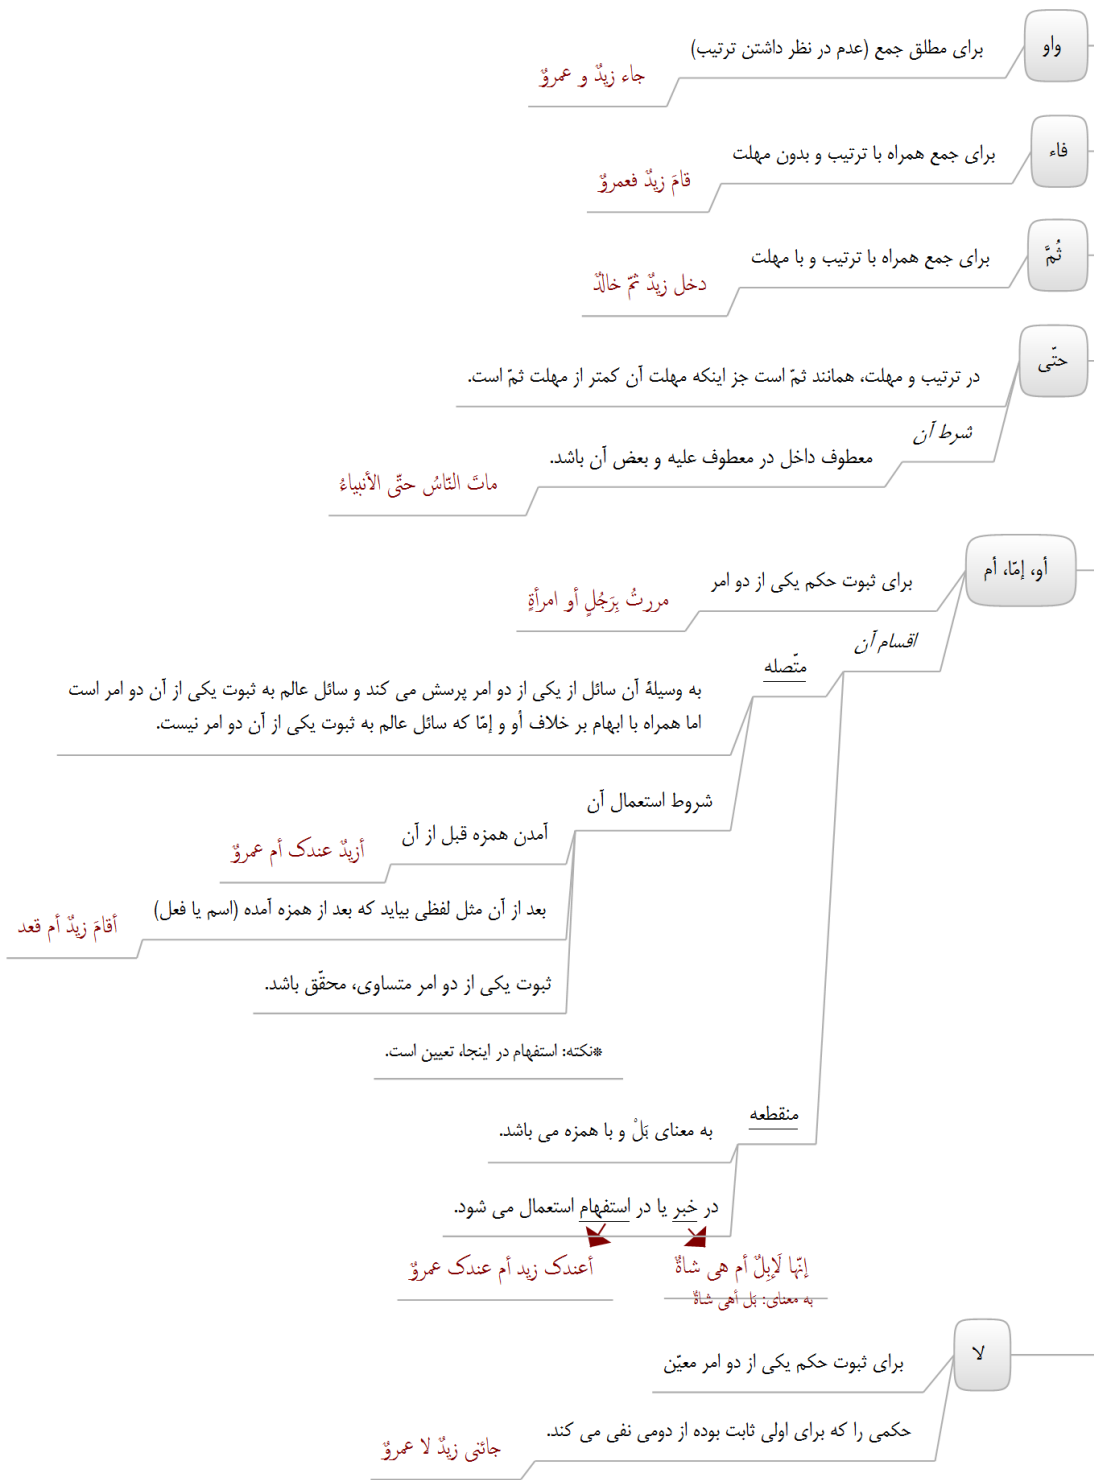 واو
برای مطلق جمع (عدم در نظر داشتن ترتیب)
جاء زیدٌ و عمروٌ
فاء
برای جمع همراه با ترتیب و بدون مهلت
قامَ زیدٌ فعمروٌ
ثُمَّ
برای جمع همراه با ترتیب و با مهلت
دخل زیدٌ ثمّ خالدٌ
حتّی
در ترتیب و مهلت، همانند ثمّ است جز اینکه مهلت آن کمتر از مهلت ثمّ است.
شرط آن
معطوف داخل در معطوف علیه و بعض آن باشد.
ماتَ النّاسُ حتّی الأنبیاءُ
أو، إمّا، أم
برای ثبوت حکم یکی از دو امر
مررتُ بِرَجُلٍ أو امرأةٍ
اقسام آن
متّصله
به وسیلهٔ آن سائل از یکی از دو امر پرسش می کند و سائل عالم به ثبوت یکی از آن دو امر است
اما همراه با ابهام بر خلاف أو و إمّا که سائل عالم به ثبوت یکی از آن دو امر نیست.
شروط استعمال آن
آمدن همزه قبل از آن
أزیدٌ عندک أم عمروٌ
بعد از آن مثل لفظی بیاید که بعد از همزه آمده (اسم یا فعل)
أقامَ زیدٌ أم قعد
ثبوت یکی از دو امر متساوی، محقّق باشد.
*نکته: استفهام در اینجا، تعیین است.
منقطعه
به معنای بَلْ و با همزه می باشد.
در خبر یا در استفهام استعمال می شود.
إنّها لَإبِلٌ أم هی شاةٌ
به معنای: بَل أهی شاةٌ
أعندک زید أم عندک عمروٌ
لا
برای ثبوت حکم یکی از دو امر معیّن
حکمی را که برای اولی ثابت بوده از دومی نفی می کند.
جائنی زیدٌ لا عمروٌ